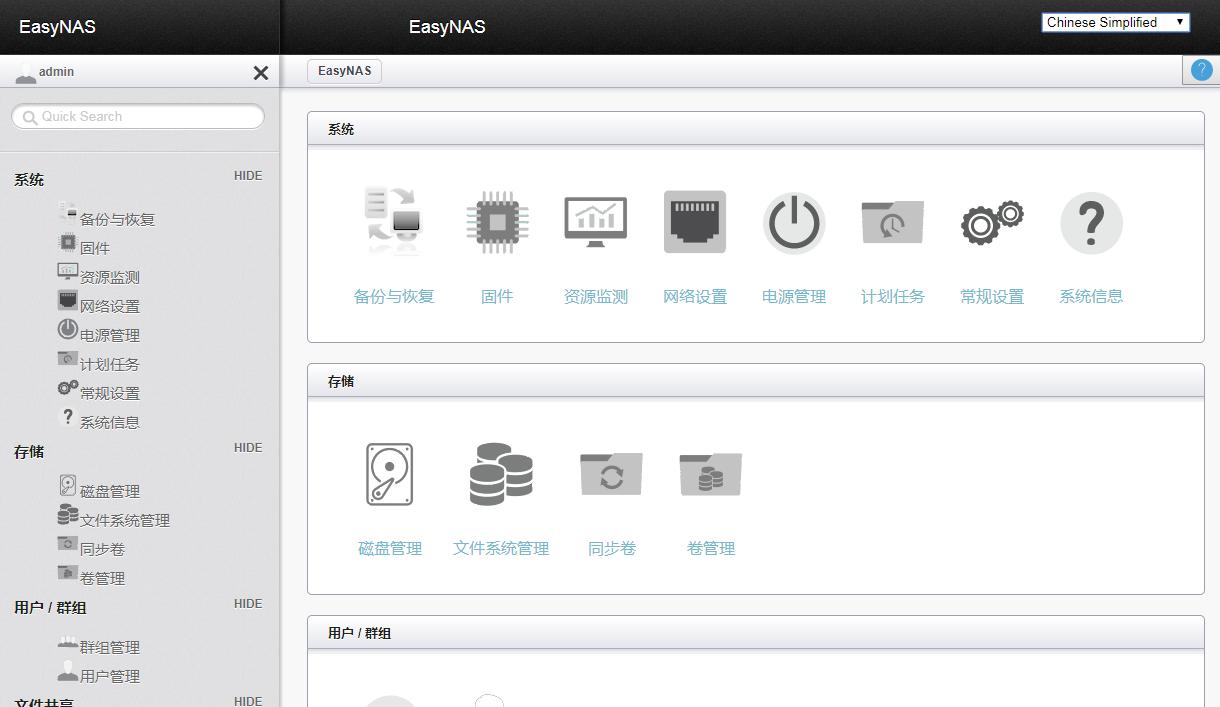 EasyNAS
EasyNAS
Chinese Simplified
admin
EasyNAS
Quick Search
系统
HIDE
备份与恢复
固件
资源监测
网络设置
电源管理
计划任务
常规设置
系统信息
存储
HIDE
磁盘管理
文件系统管理
同步卷
卷管理
用户 / 群组
HIDE
群组管理
用户管理
文件共享
HIDE
系统
备份与恢复 固件 资源监测 网络设置 电源管理 计划任务 常规设置 系统信息
存储
磁盘管理 文件系统管理 同步卷 卷管理
用户 / 群组